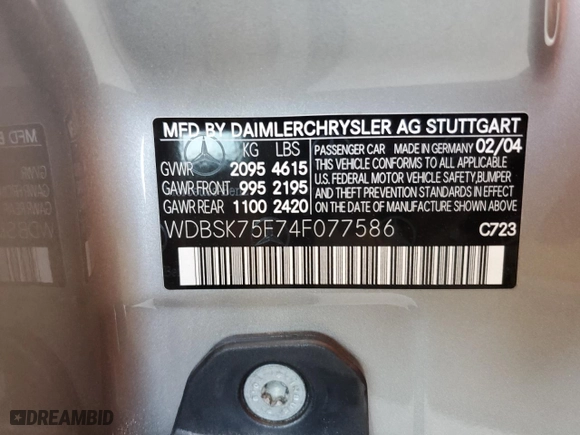 MFD BY DAIMLERCHRYSLER AG STUTTGART
KG LBS
GVWR 2095 4615
GAWR FRONT 995 2195
GAWR REAR 1100 2420
PASSENGER CAR MADE IN GERMANY 02/04
THIS VEHICLE CONFORMS TO ALL APPLICABLE
U.S. FEDERAL MOTOR VEHICLE SAFETY, BUMPER
AND THEFT PREVENTION STANDARDS IN EFFECT
ON THE DATE OF MANUFACTURE SHOWN ABOVE
WDBSK75F74F077586
C723
DREAMBID